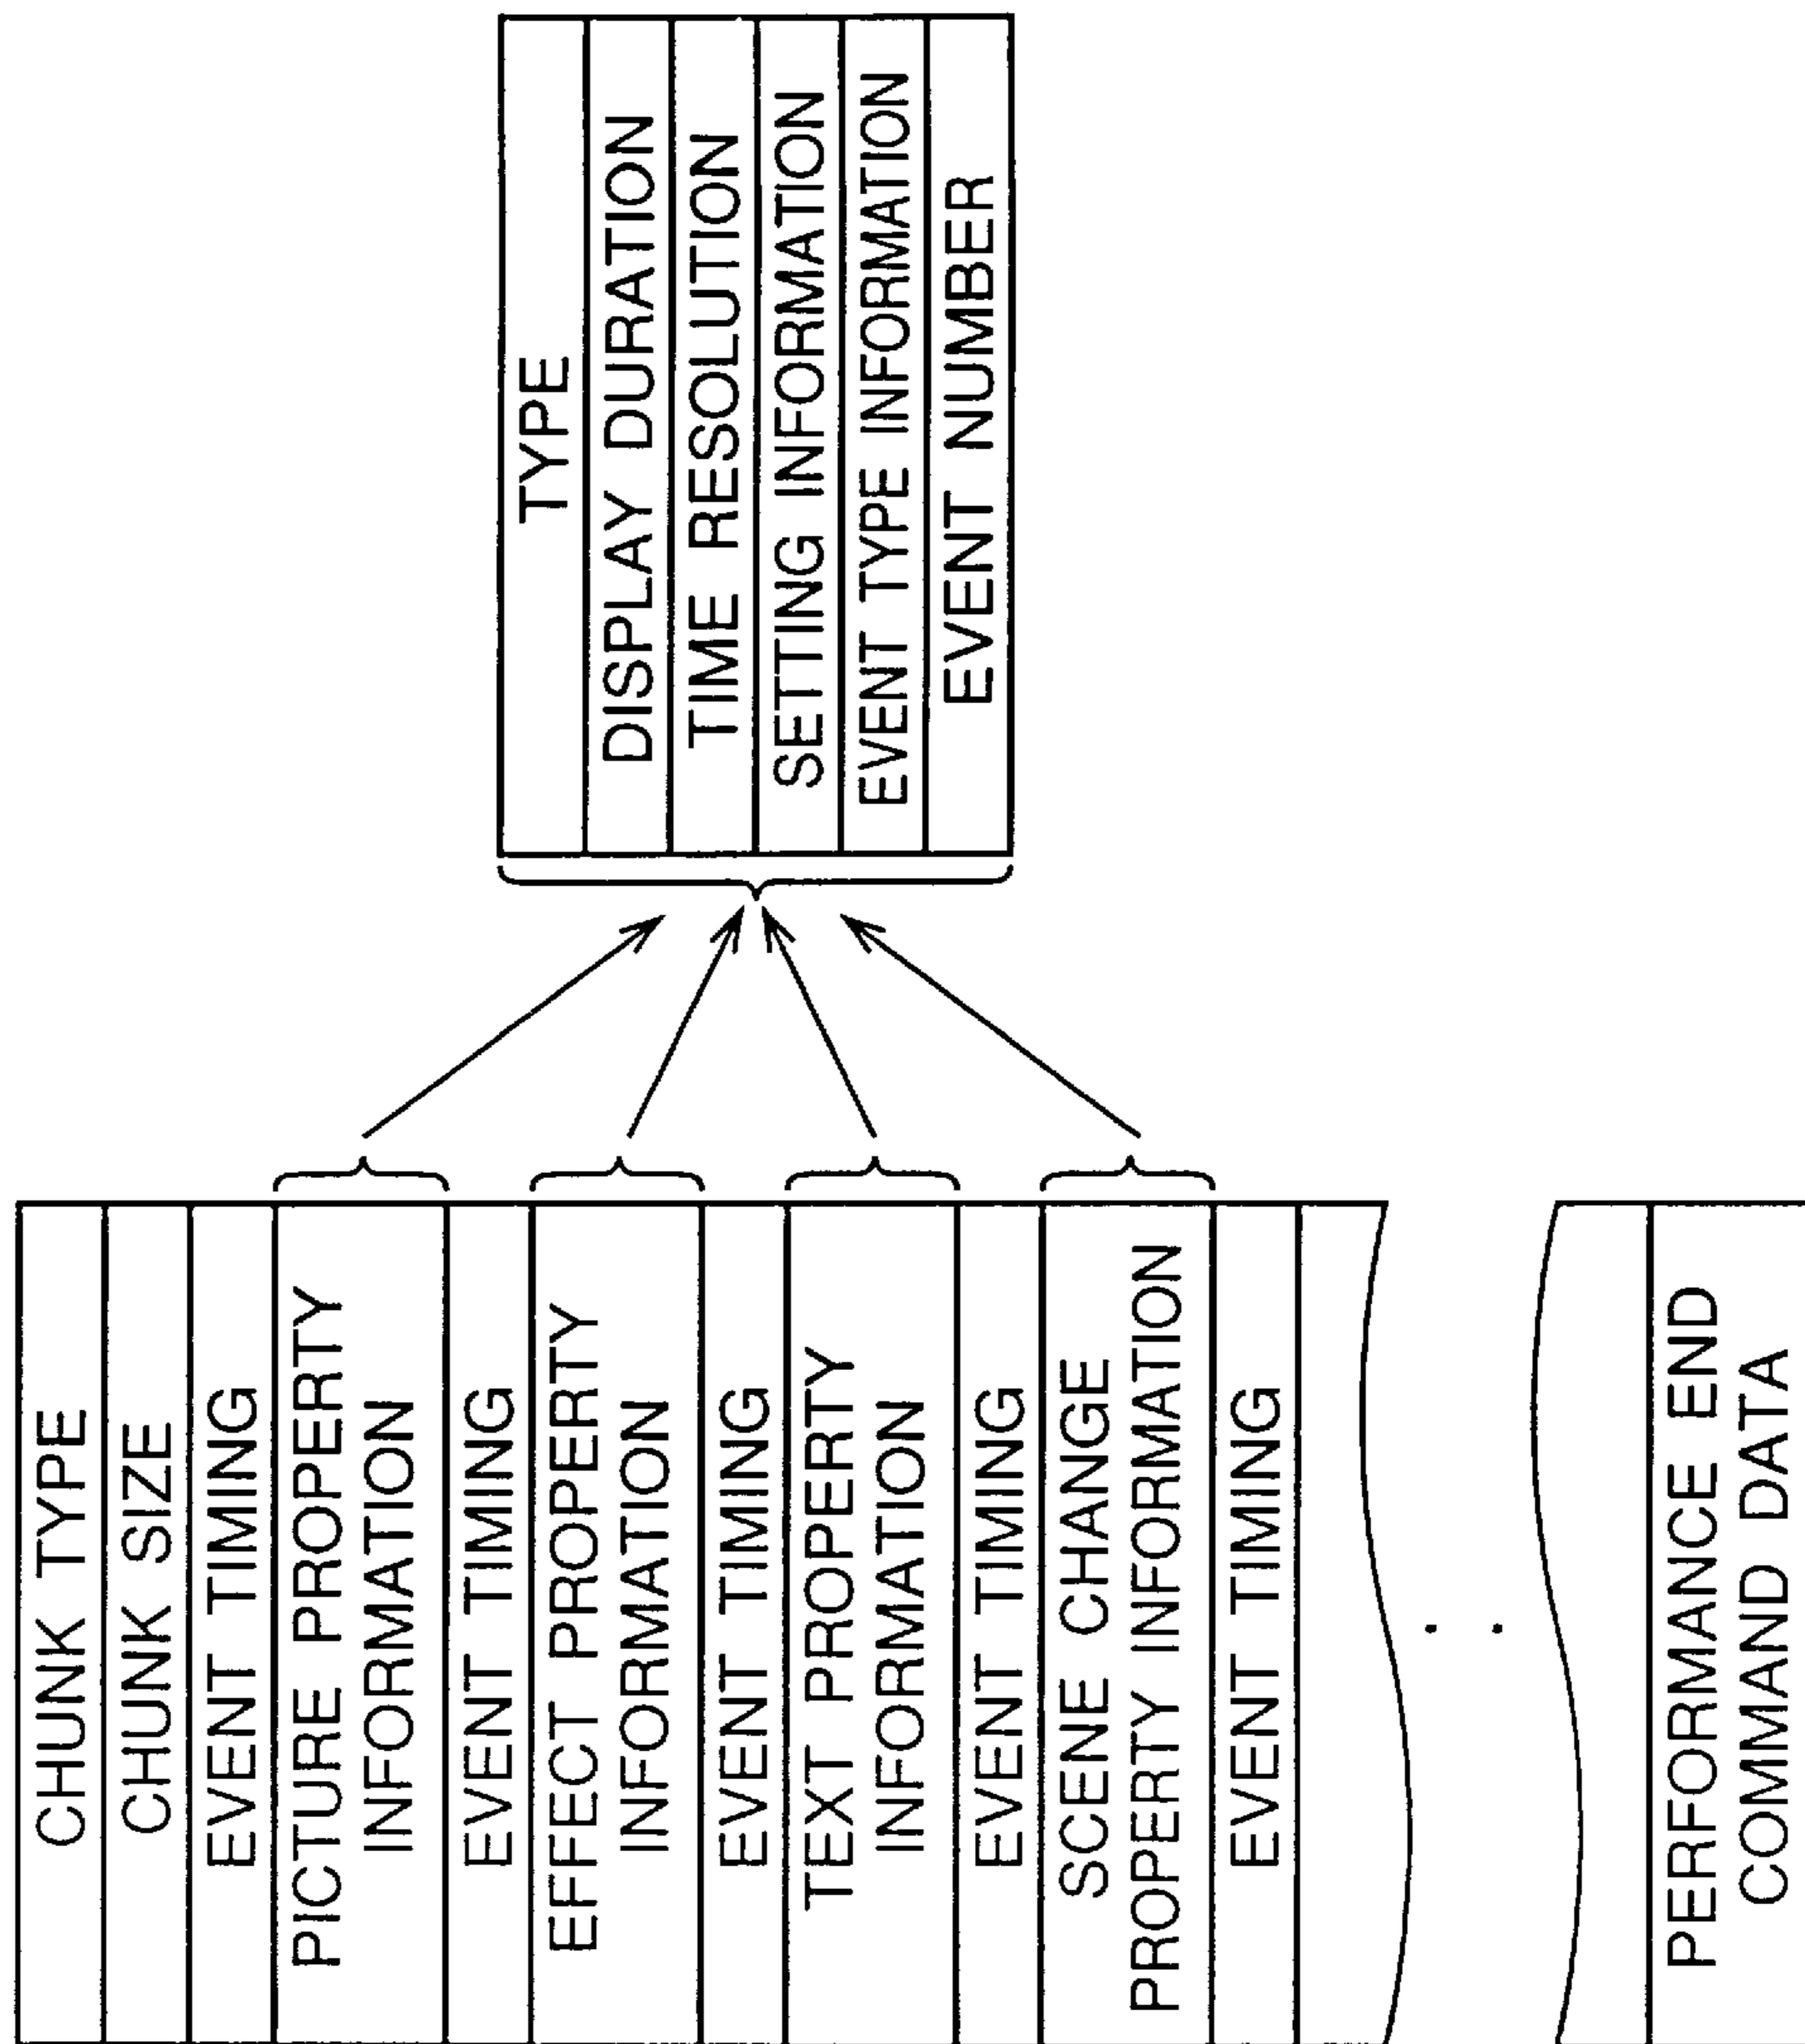 CHUNK TYPE
CHUNK SIZE
EVENT TIMING
PICTURE PROPERTY
INFORMATION
EVENT TIMING
EFFECT PROPERTY
INFORMATION
EVENT TIMING
TEXT PROPERTY
INFORMATION
EVENT TIMING
SCENE CHANGE
PROPERTY INFORMATION
EVENT TIMING
PERFORMANCE END
COMMAND DATA
TYPE
DISPLAY DURATION
TIME RESOLUTION
SETTING INFORMATION
EVENT TYPE INFORMATION
EVENT NUMBER